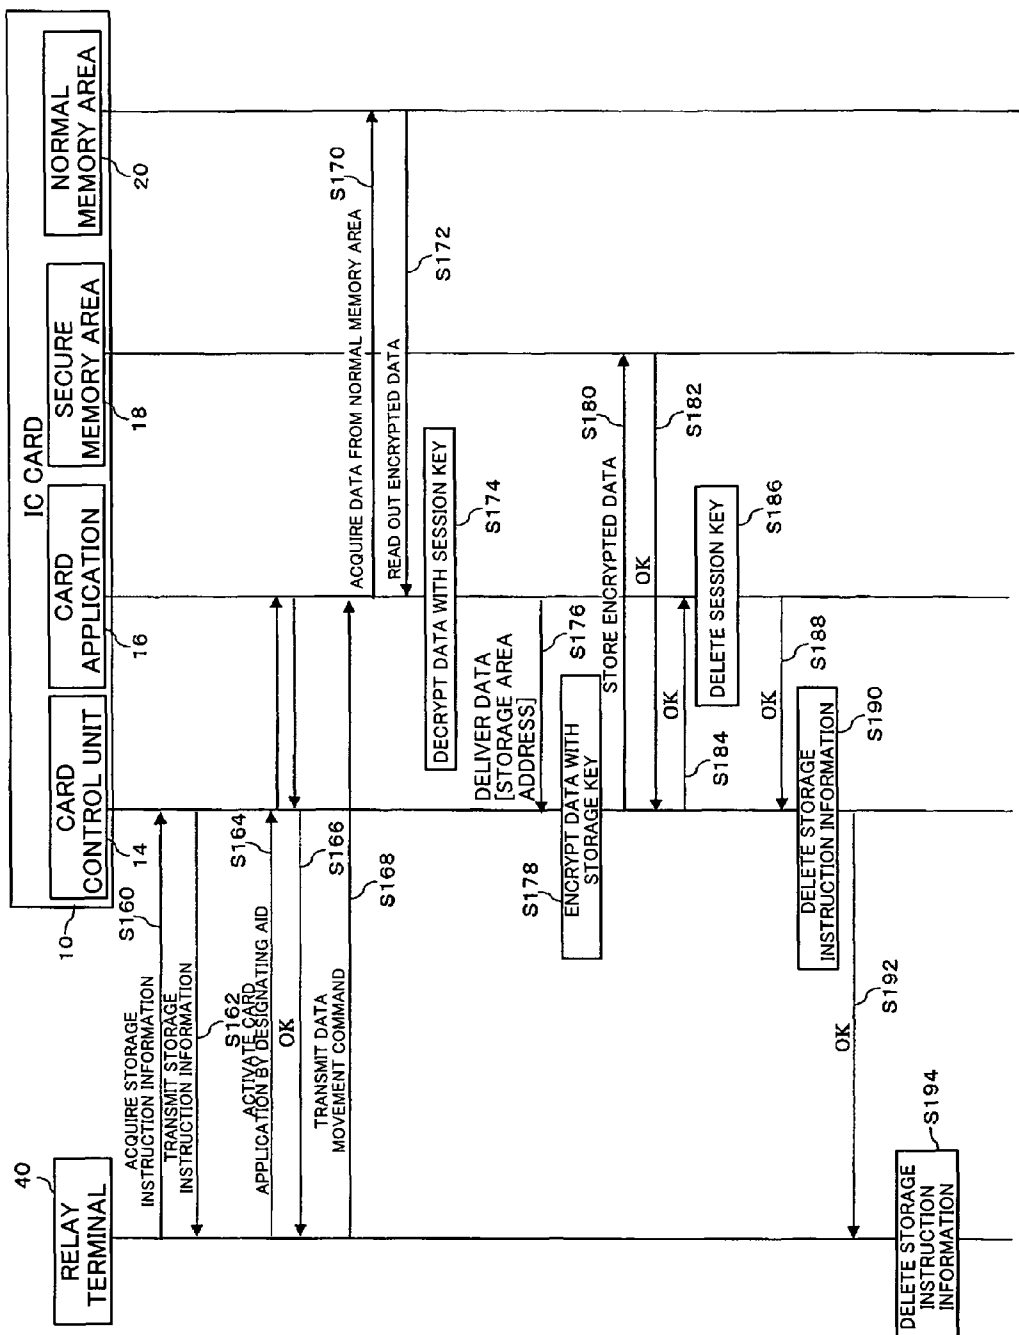 IC CARD
RELAY
TERMINAL
40
10
CARD
CONTROL UNIT
14
CARD
APPLICATION
16
SECURE
MEMORY AREA
18
NORMAL
MEMORY AREA
20
ACQUIRE STORAGE
INSTRUCTION INFORMATION
S160
TRANSMIT STORAGE
INSTRUCTION INFORMATION
S162
ACTIVATE CARD
APPLICATION BY DESIGNATING AID
S164
OK
S166
TRANSMIT DATA
MOVEMENT COMMAND
S168
ACQUIRE DATA FROM NORMAL MEMORY AREA
S170
READ OUT ENCRYPTED DATA
S172
DECRYPT DATA WITH SESSION KEY
S174
DELIVER DATA
[STORAGE AREA
ADDRESS]
S176
ENCRYPT DATA WITH
STORAGE KEY
S178
STORE ENCRYPTED DATA
S180
OK
S182
OK
S184
DELETE SESSION KEY
S186
OK
S188
DELETE STORAGE
INSTRUCTION INFORMATION
S190
OK
S192
DELETE STORAGE
INSTRUCTION
INFORMATION
S194